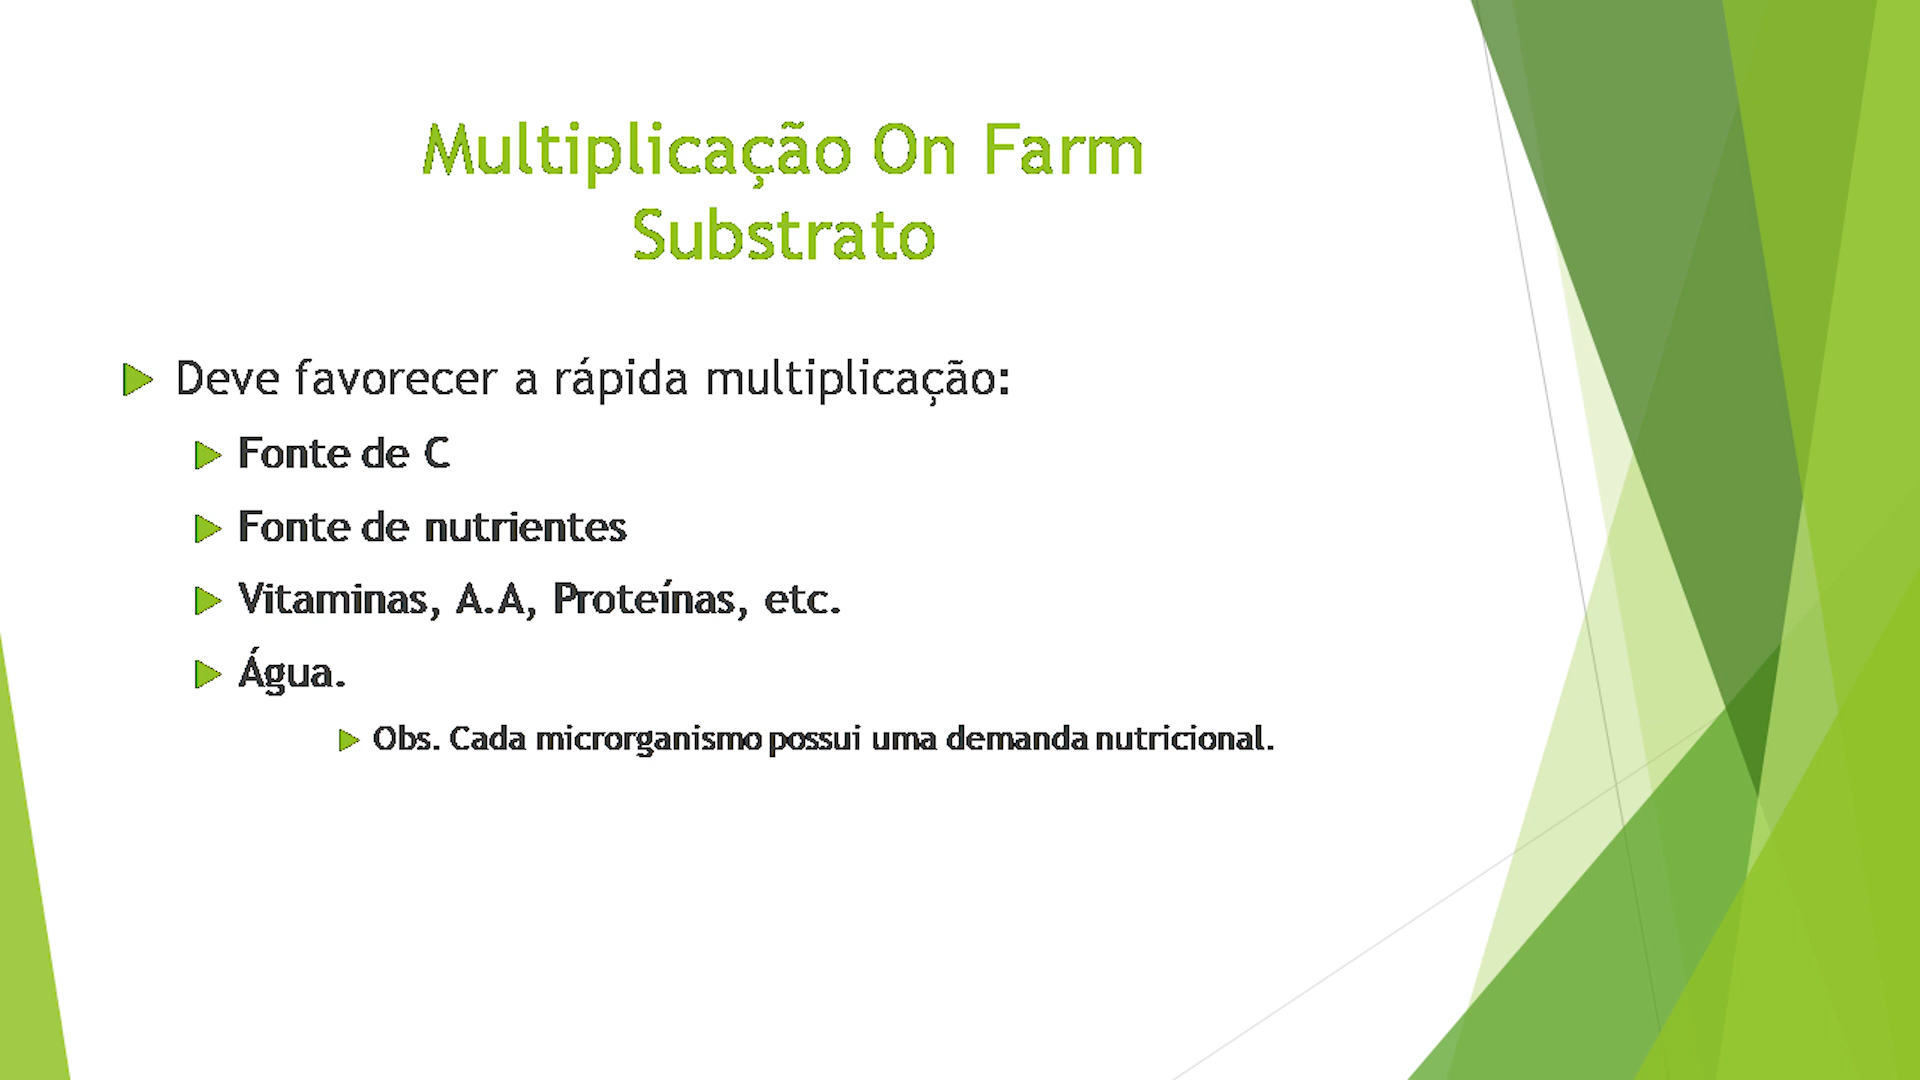 Multiplicação On Farm
Substrato
Deve favorecer a rápida multiplicação:
Fonte de C
Fonte de nutrientes
Vitaminas, A.A, Proteínas, etc.
Água.
Obs. Cada microrganismo possui uma demanda nutricional.